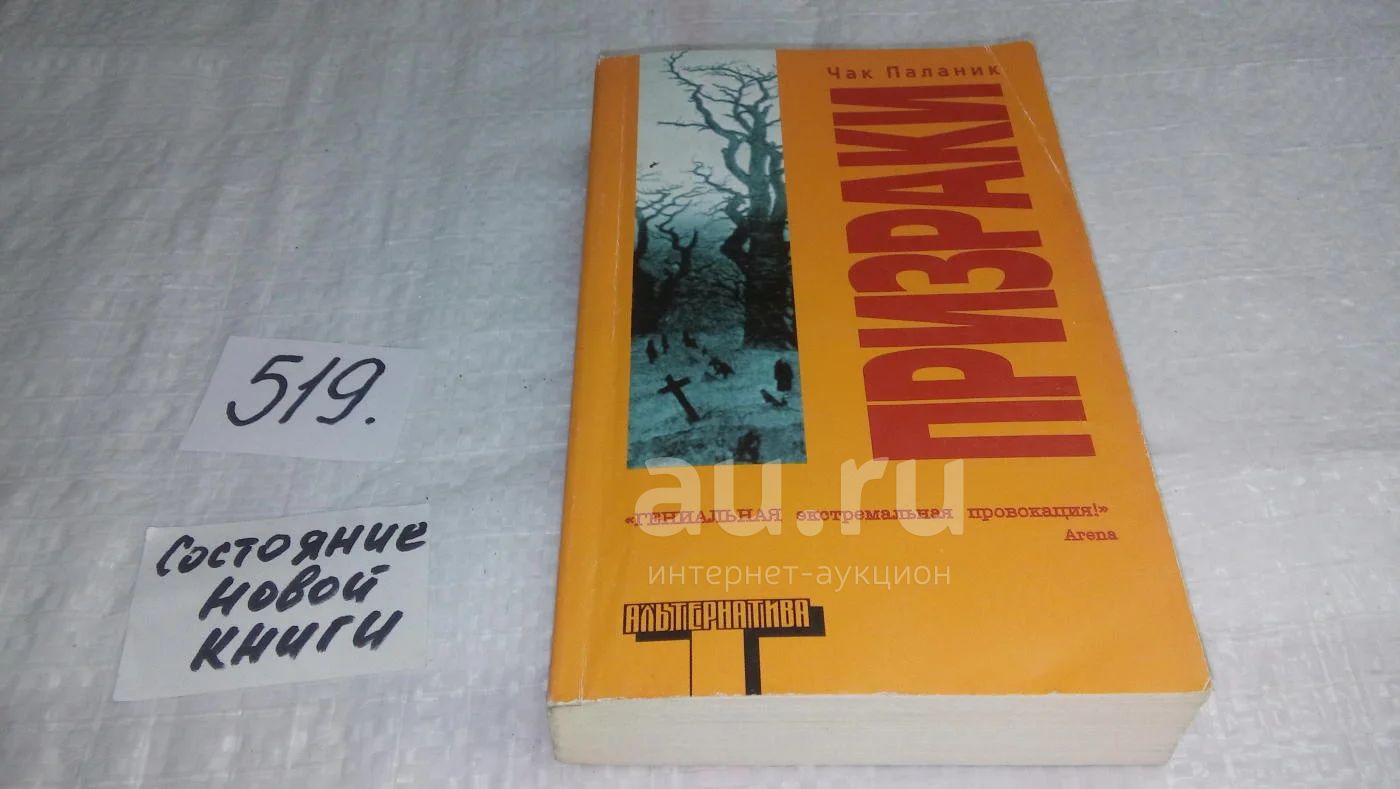 Чак Паланик
ПРИЗРАКИ
«ГЕНИАЛЬНАЯ экстремальная провокация!»
Arena
АЛЬТЕРНАТИВА
519.
Состояние
новой
книги
au.ru
интернет-аукцион